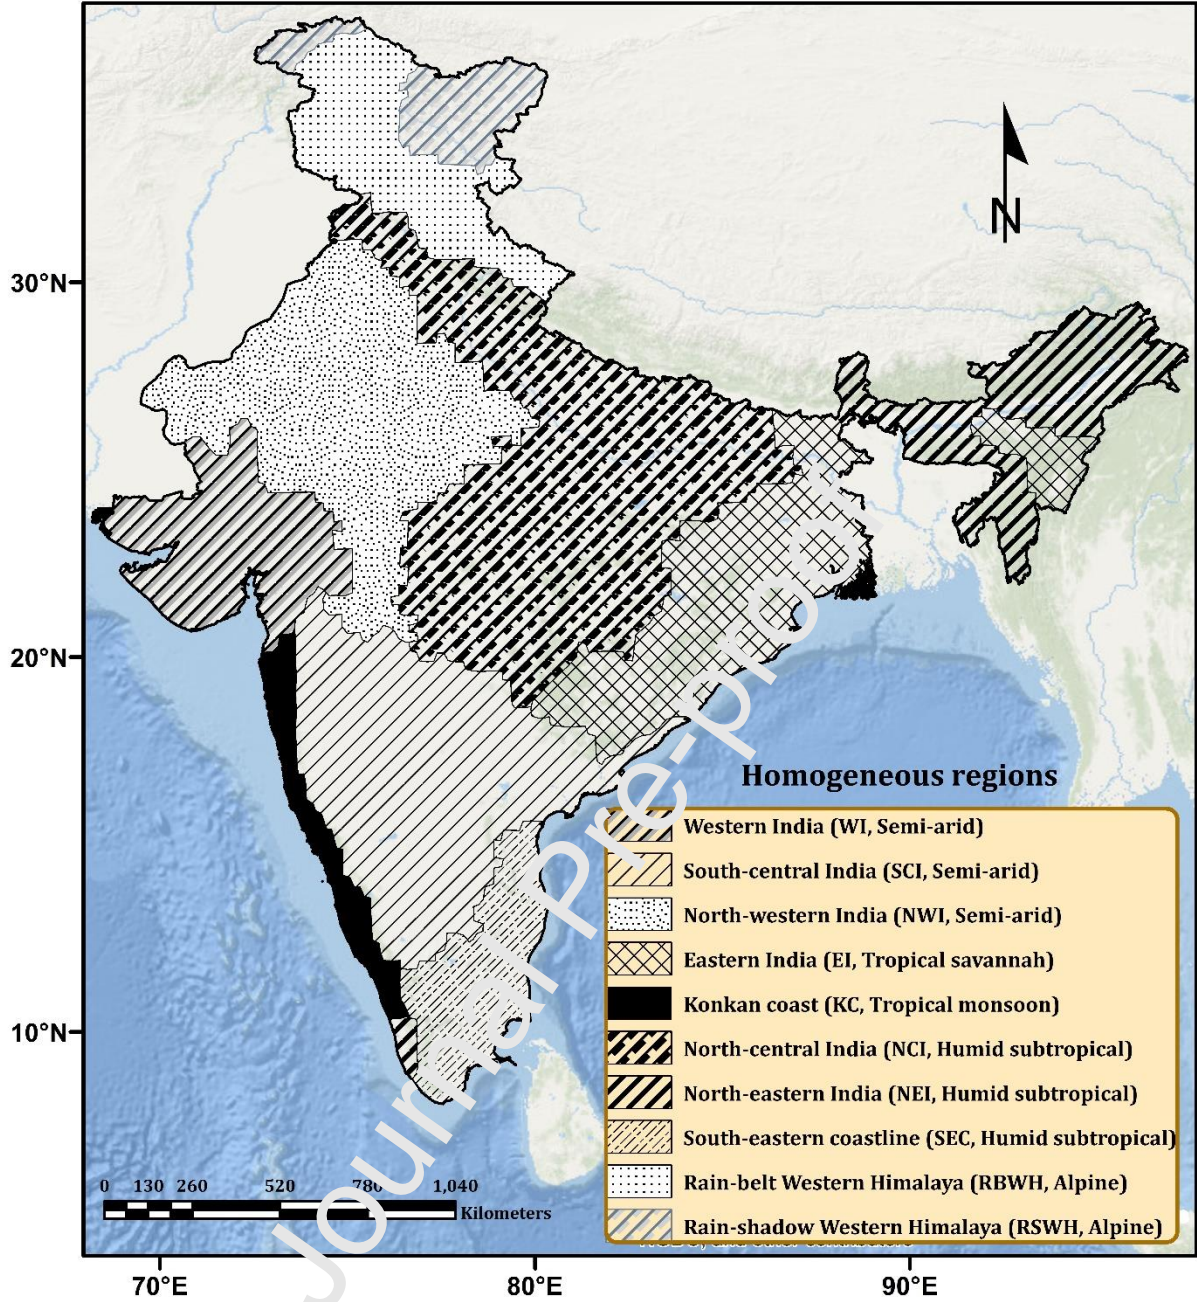 N
30°N
20°N
10°N
70°E
80°E
90°E
Homogeneous regions
Western India (WI, Semi-arid)
South-central India (SCI, Semi-arid)
North-western India (NWI, Semi-arid)
Eastern India (EI, Tropical savannah)
Konkan coast (KC, Tropical monsoon)
North-central India (NCI, Humid subtropical)
North-eastern India (NEI, Humid subtropical)
South-eastern coastline (SEC, Humid subtropical)
Rain-belt Western Himalaya (RBWH, Alpine)
Rain-shadow Western Himalaya (RSWH, Alpine)
0 130 260 520 780 1,040
Kilometers
Journal Pre-proof